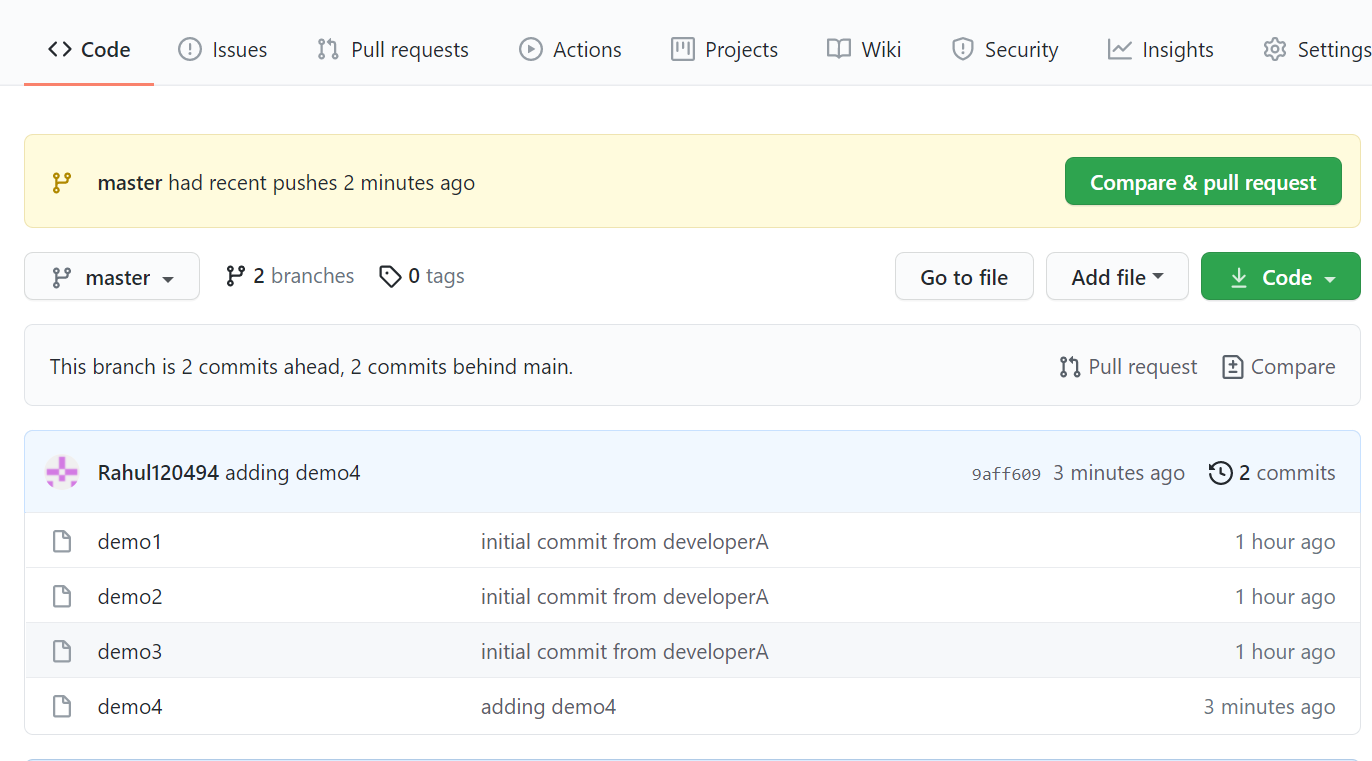 Code Issues Pull requests Actions Projects Wiki Security Insights Settings
master had recent pushes 2 minutes ago Compare & pull request
master 2 branches 0 tags Go to file Add file Code
This branch is 2 commits ahead, 2 commits behind main. Pull request Compare
Rahul120494 adding demo4 9aff609 3 minutes ago 2 commits
demo1 initial commit from developerA 1 hour ago
demo2 initial commit from developerA 1 hour ago
demo3 initial commit from developerA 1 hour ago
demo4 adding demo4 3 minutes ago